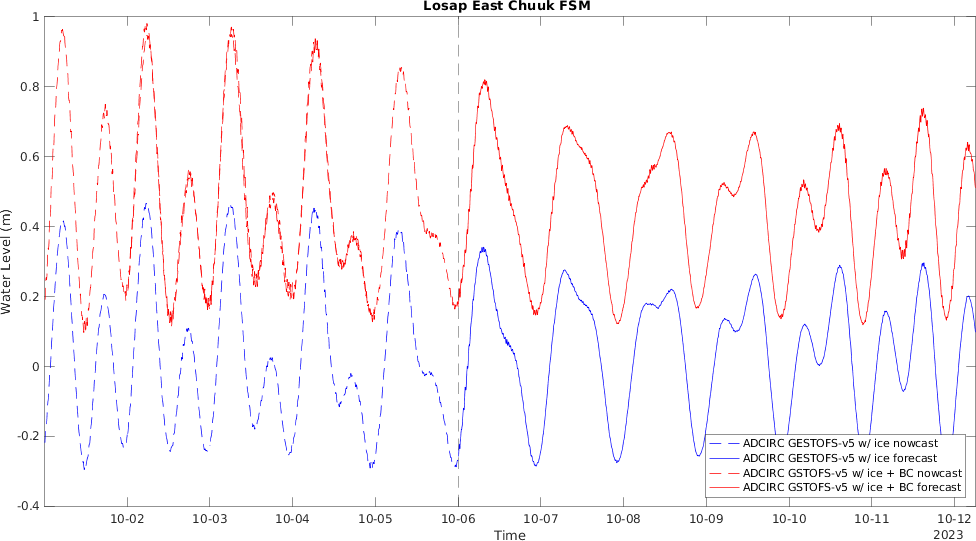 Losap East Chuuk FSM
1
0.8
0.6
0.4
0.2
0
-0.2
-0.4
Water Level (m)
ADCIRC GESTOFS-v5 w/ ice nowcast
ADCIRC GESTOFS-v5 w/ ice forecast
ADCIRC GSTOFS-v5 w/ ice + BC nowcast
ADCIRC GSTOFS-v5 w/ ice + BC forecast
10-02 10-03 10-04 10-05 10-06 10-07 10-08 10-09 10-10 10-11 10-12
Time
2023